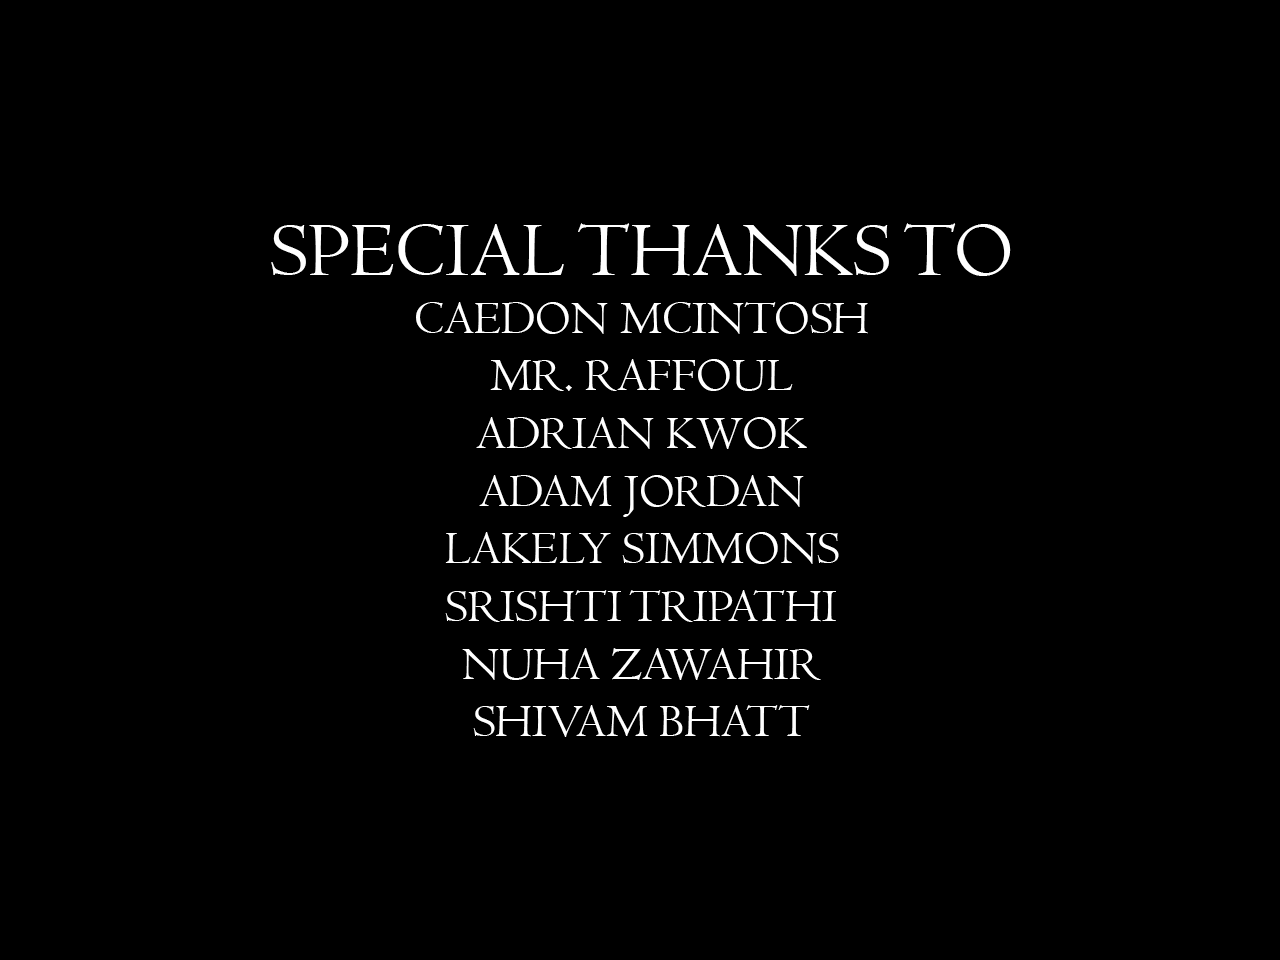 SPECIAL THANKS TO
CAEDON MCINTOSH
MR. RAFFOUL
ADRIAN KWOK
ADAM JORDAN
LAKELY SIMMONS
SRISHTI TRIPATHI
NUHA ZAWAHIR
SHIVAM BHATT